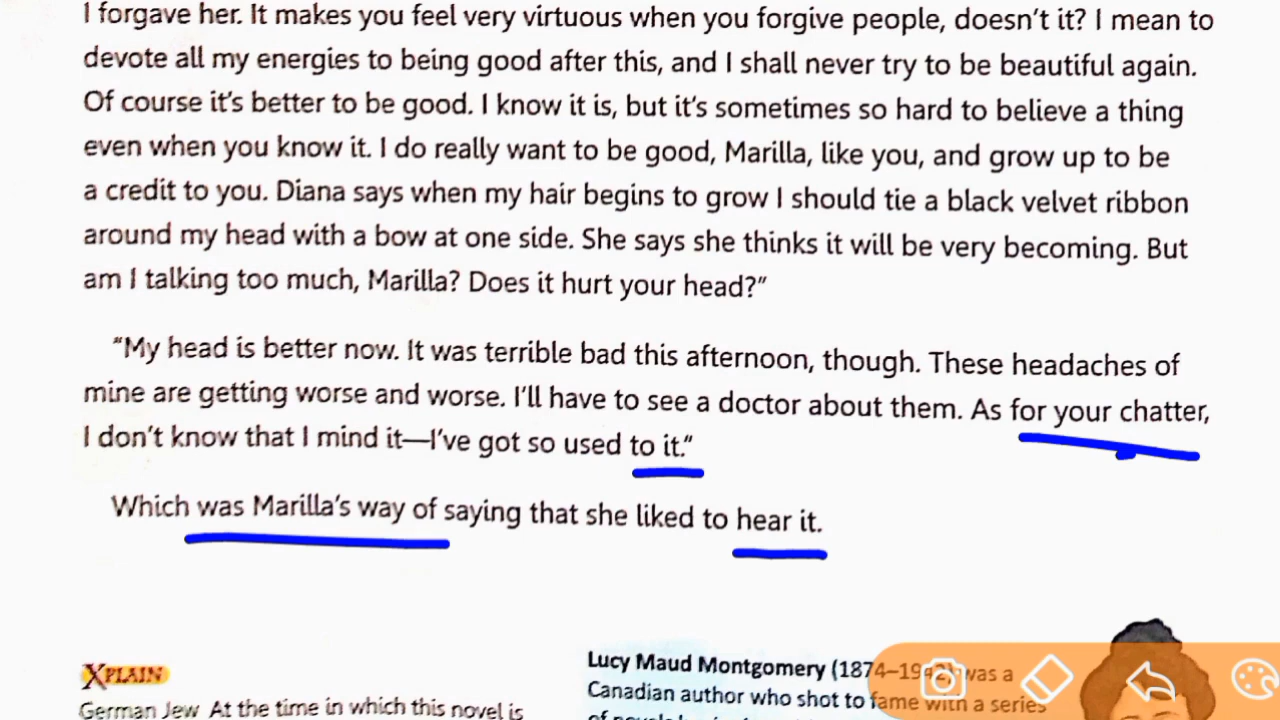 I forgave her. It makes you feel very virtuous when you forgive people, doesn't it? I mean to
devote all my energies to being good after this, and I shall never try to be beautiful again.
Of course it's better to be good. I know it is, but it's sometimes so hard to believe a thing
even when you know it. I do really want to be good, Marilla, like you, and grow up to be
a credit to you. Diana says when my hair begins to grow I should tie a black velvet ribbon
around my head with a bow at one side. She says she thinks it will be very becoming. But
am I talking too much, Marilla? Does it hurt your head?"
"My head is better now. It was terrible bad this afternoon, though. These headaches of
mine are getting worse and worse. I'll have to see a doctor about them. As for your chatter,
I don't know that I mind it—I've got so used to it."
Which was Marilla's way of saying that she liked to hear it.
XPLAIN
German Jew At the time in which this novel is
Lucy Maud Montgomery (1874–1942) was a
Canadian author who shot to fame with a series